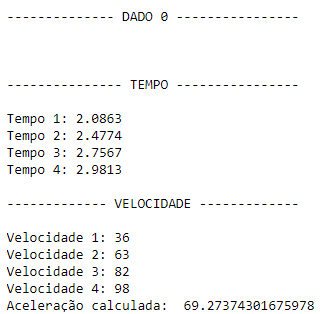 -------------- DADO 0 ---------------
--------------- TEMPO ---------------
Tempo 1: 2.0863
Tempo 2: 2.4774
Tempo 3: 2.7567
Tempo 4: 2.9813
------------- VELOCIDADE ------------
Velocidade 1: 36
Velocidade 2: 63
Velocidade 3: 82
Velocidade 4: 98
Aceleração calculada:  69.27374301675978